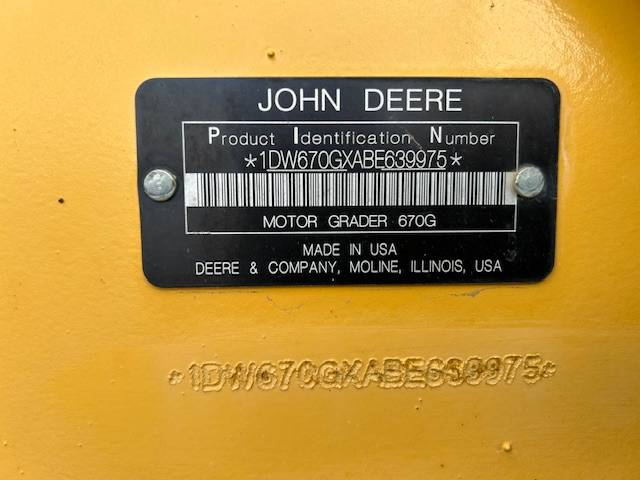 JOHN DEERE
Product Identification Number
*1DW670GXABE639975*
MOTOR GRADER 670G
MADE IN USA
DEERE & COMPANY, MOLINE, ILLINOIS, USA
*1DW670GXABE639975*